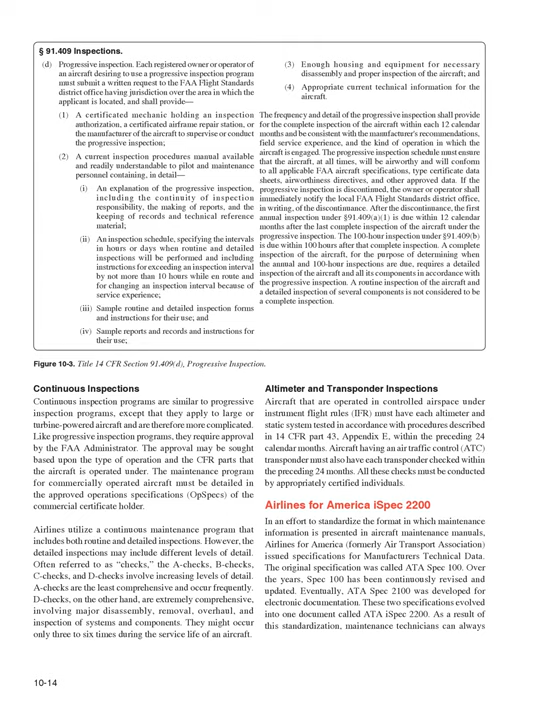 § 91.409 Inspections.
(d) Progressive inspection. Each registered owner or operator of
an aircraft desiring to use a progressive inspection program
must submit a written request to the FAA Flight Standards
district office having jurisdiction over the area in which the
applicant is located, and shall provide—
(1) A certificated mechanic holding an inspection
authorization, a certificated airframe repair station, or
the manufacturer of the aircraft to supervise or conduct
the progressive inspection;
(2) A current inspection procedures manual available
and readily understandable to pilot and maintenance
personnel containing, in detail—
(i) An explanation of the progressive inspection,
including the continuity of inspection
responsibility, the making of reports, and the
keeping of records and technical reference
material;
(ii) An inspection schedule, specifying the intervals
in hours or days when routine and detailed
inspections will be performed and including
instructions for exceeding an inspection interval
by not more than 10 hours while en route and
for changing an inspection interval because of
service experience;
(iii) Sample routine and detailed inspection forms
and instructions for their use; and
(iv) Sample reports and records and instructions for
their use;
(3) Enough housing and equipment for necessary
disassembly and proper inspection of the aircraft; and
(4) Appropriate current technical information for the
aircraft.
The frequency and detail of the progressive inspection shall provide
for the complete inspection of the aircraft within each 12 calendar
months and be consistent with the manufacturer's recommendations,
field service experience, and the kind of operation in which the
aircraft is engaged. The progressive inspection schedule must ensure
that the aircraft, at all times, will be airworthy and will conform
to all applicable FAA aircraft specifications, type certificate data
sheets, airworthiness directives, and other approved data. If the
progressive inspection is discontinued, the owner or operator shall
immediately notify the local FAA Flight Standards district office,
in writing, of the discontinuance. After the discontinuance, the first
annual inspection under §91.409(a)(1) is due within 12 calendar
months after the last complete inspection of the aircraft under the
progressive inspection. The 100-hour inspection under §91.409(b)
is due within 100 hours after that complete inspection. A complete
inspection of the aircraft, for the purpose of determining when
the annual and 100-hour inspections are due, requires a detailed
inspection of the aircraft and all its components in accordance with
the progressive inspection. A routine inspection of the aircraft and
a detailed inspection of several components is not considered to be
a complete inspection.
Figure 10-3. Title 14 CFR Section 91.409(d), Progressive Inspection.
Continuous Inspections
Continuous inspection programs are similar to progressive
inspection programs, except that they apply to large or
turbine-powered aircraft and are therefore more complicated.
Like progressive inspection programs, they require approval
by the FAA Administrator. The approval may be sought
based upon the type of operation and the CFR parts that
the aircraft is operated under. The maintenance program
for commercially operated aircraft must be detailed in
the approved operations specifications (OpSpecs) of the
commercial certificate holder.
Airlines utilize a continuous maintenance program that
includes both routine and detailed inspections. However, the
detailed inspections may include different levels of detail.
Often referred to as “checks,” the A-checks, B-checks,
C-checks, and D-checks involve increasing levels of detail.
A-checks are the least comprehensive and occur frequently.
D-checks, on the other hand, are extremely comprehensive,
involving major disassembly, removal, overhaul, and
inspection of systems and components. They might occur
only three to six times during the service life of an aircraft.
Altimeter and Transponder Inspections
Aircraft that are operated in controlled airspace under
instrument flight rules (IFR) must have each altimeter and
static system tested in accordance with procedures described
in 14 CFR part 43, Appendix E, within the preceding 24
calendar months. Aircraft having an air traffic control (ATC)
transponder must also have each transponder checked within
the preceding 24 months. All these checks must be conducted
by appropriately certified individuals.
Airlines for America iSpec 2200
In an effort to standardize the format in which maintenance
information is presented in aircraft maintenance manuals,
Airlines for America (formerly Air Transport Association)
issued specifications for Manufacturers Technical Data.
The original specification was called ATA Spec 100. Over
the years, Spec 100 has been continuously revised and
updated. Eventually, ATA Spec 2100 was developed for
electronic documentation. These two specifications evolved
into one document called ATA iSpec 2200. As a result of
this standardization, maintenance technicians can always
10-14